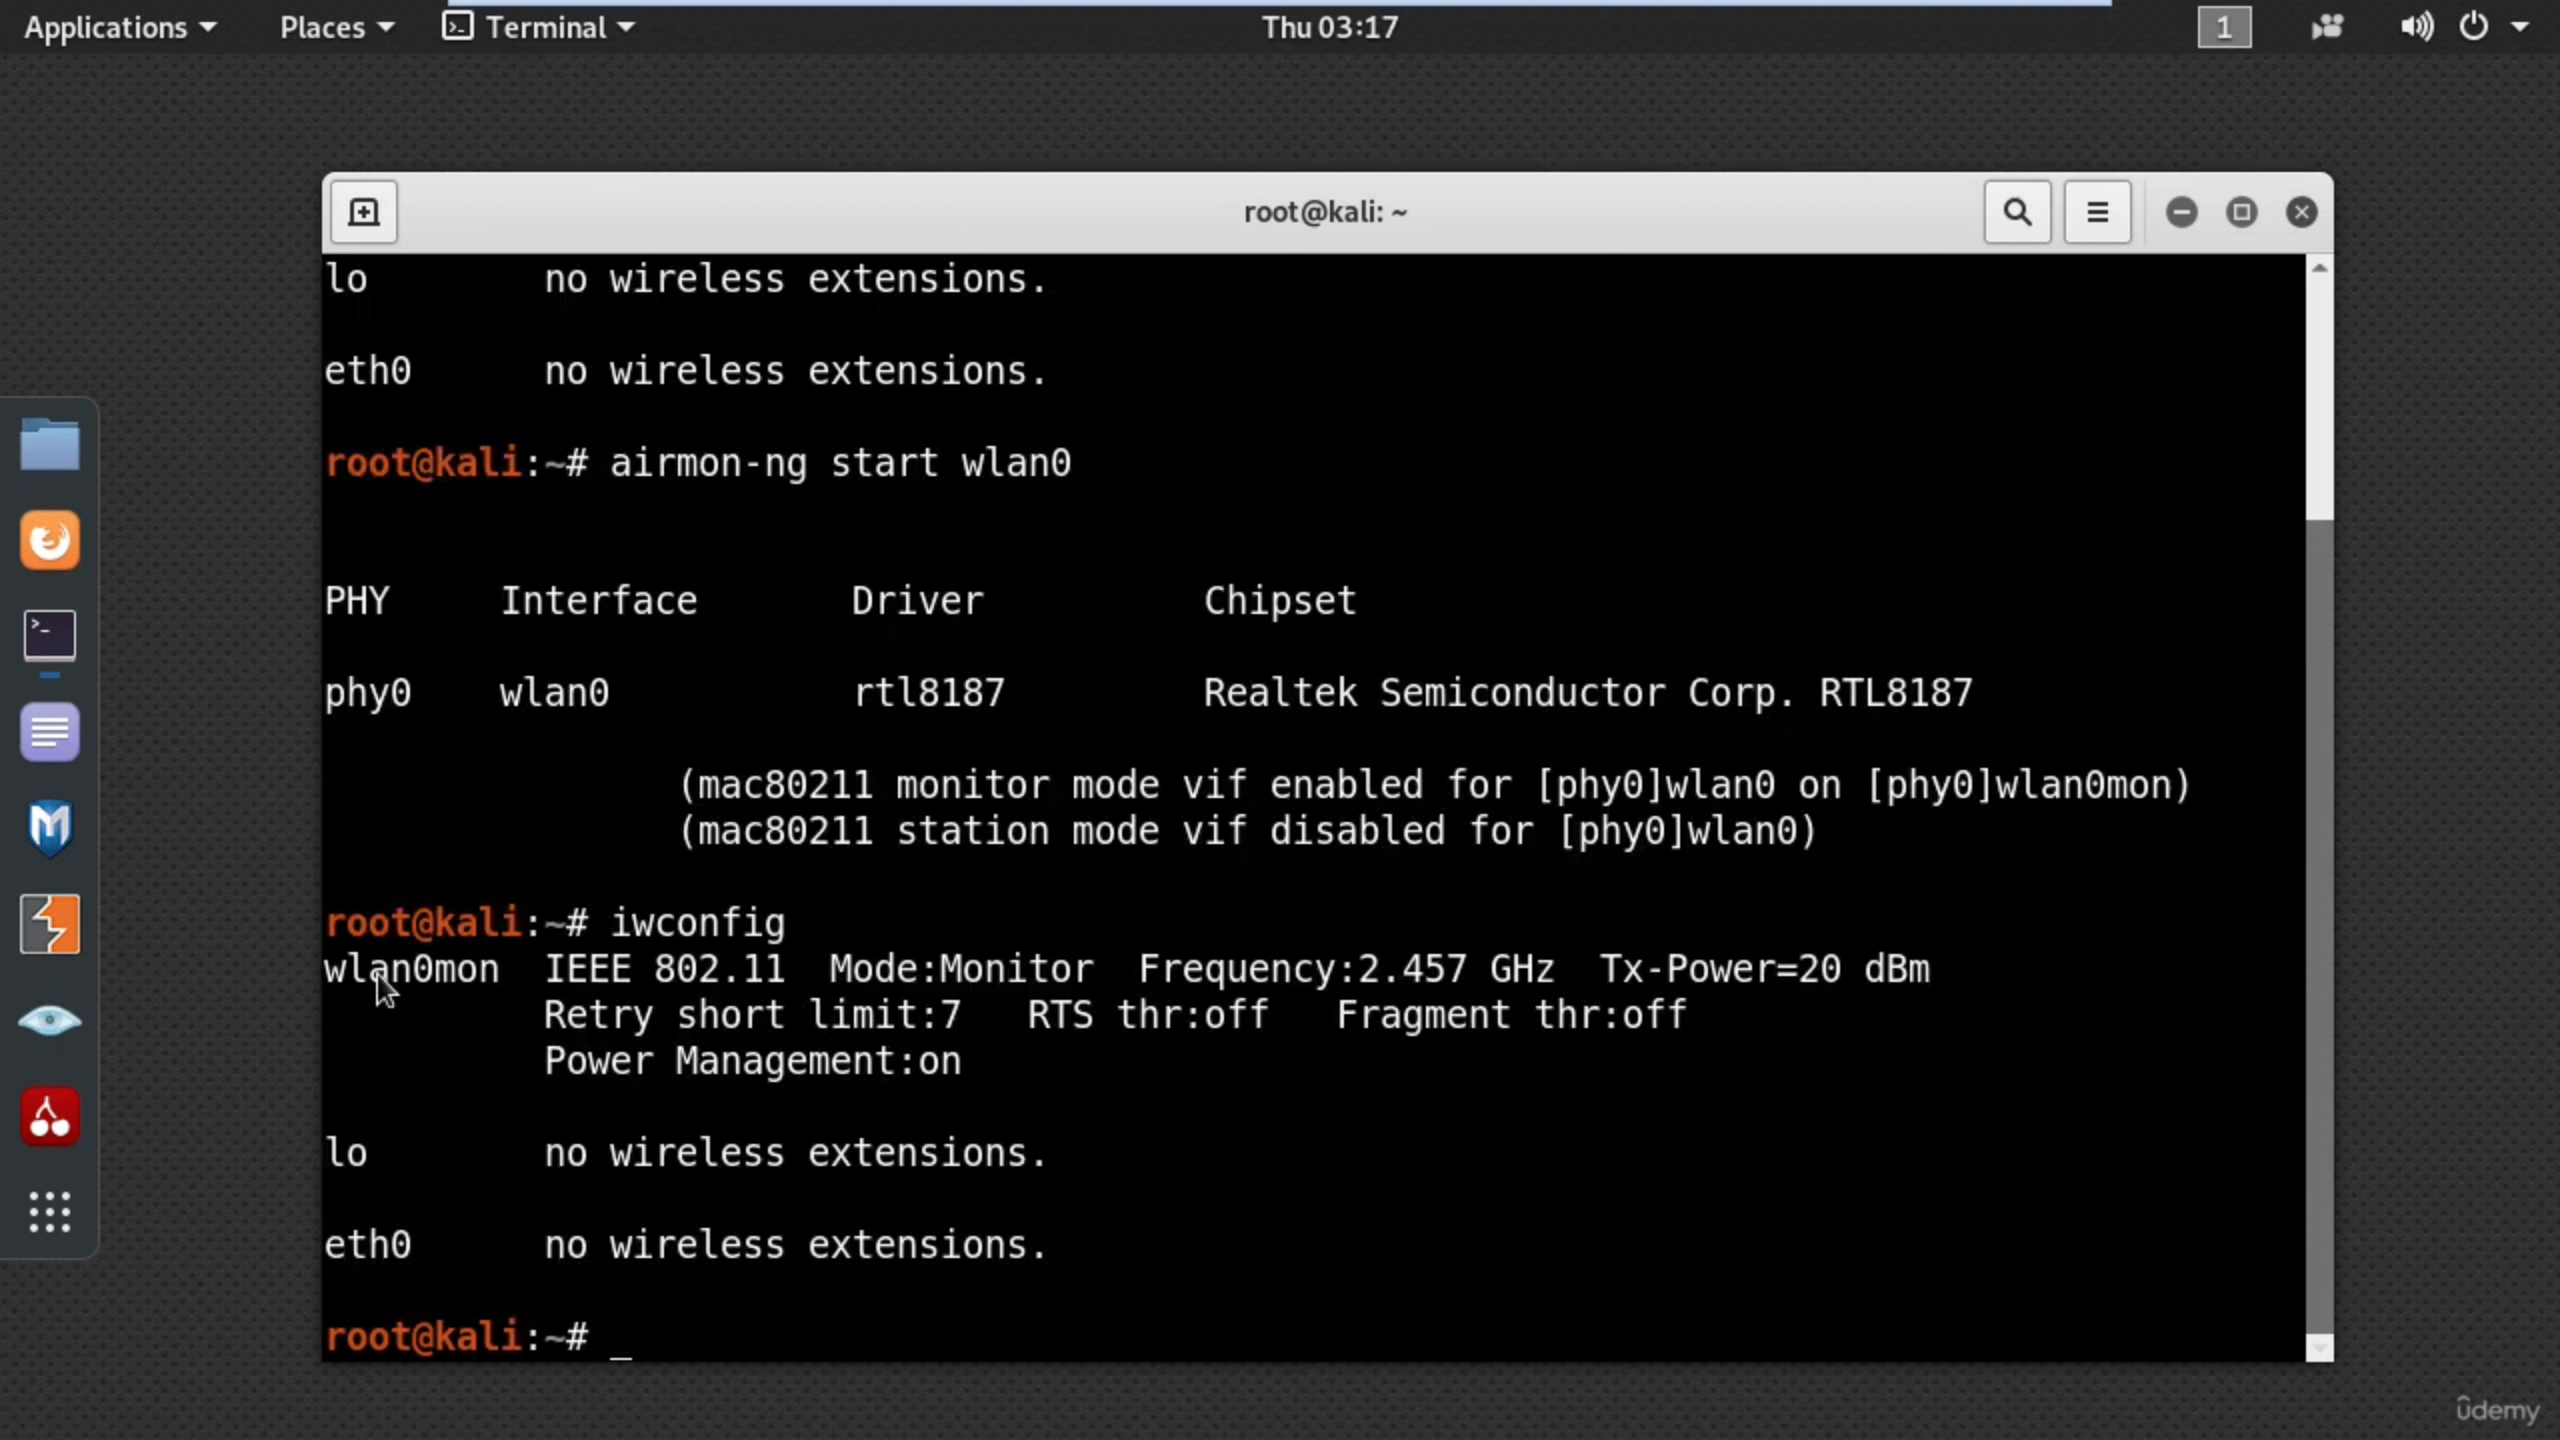 Applications Places Terminal Thu 03:17 1
root@kali: ~
lo no wireless extensions.
eth0 no wireless extensions.
root@kali:~# airmon-ng start wlan0
PHY Interface Driver Chipset
phy0 wlan0 rtl8187 Realtek Semiconductor Corp. RTL8187
(mac80211 monitor mode vif enabled for [phy0]wlan0 on [phy0]wlan0mon)
(mac80211 station mode vif disabled for [phy0]wlan0)
root@kali:~# iwconfig
wlan0mon IEEE 802.11 Mode:Monitor Frequency:2.457 GHz Tx-Power=20 dBm
Retry short limit:7 RTS thr:off Fragment thr:off
Power Management:on
lo no wireless extensions.
eth0 no wireless extensions.
root@kali:~# _
ûdemy